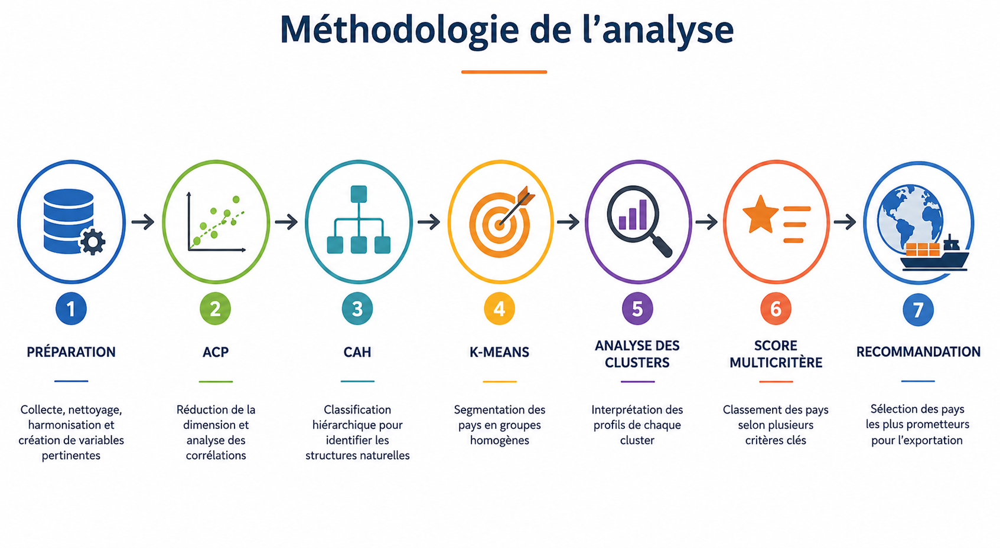 Méthodologie de l’analyse
1
PRÉPARATION
Collecte, nettoyage,
harmonisation et
création de variables
pertinentes
2
ACP
Réduction de la
dimension et
analyse des
corrélations
3
CAH
Classification
hiérarchique pour
identifier les
structures naturelles
4
K-MEANS
Segmentation des
pays en groupes
homogènes
5
ANALYSE DES
CLUSTERS
Interprétation des
profils de chaque
cluster
6
SCORE
MULTICRITÈRE
Classement des pays
selon plusieurs
critères clés
7
RECOMMANDATION
Sélection des pays
les plus prometteurs
pour l’exportation